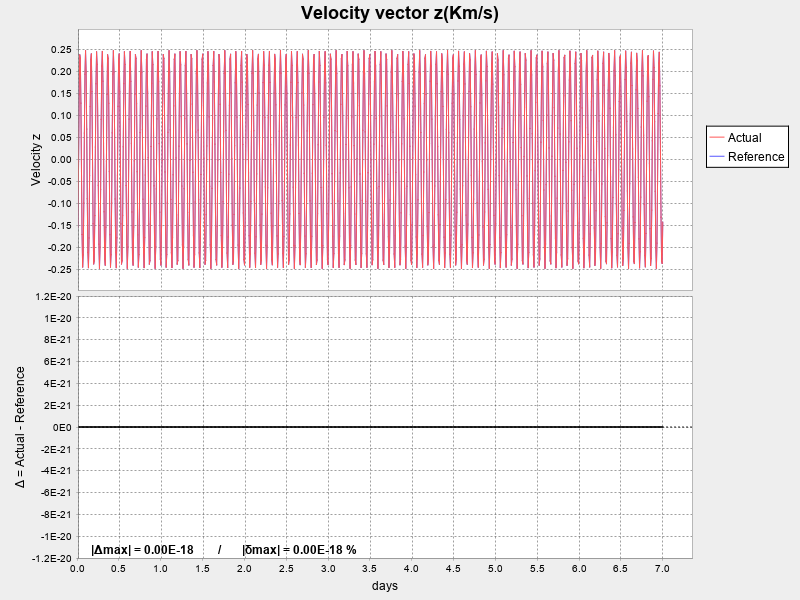 Velocity vector z(Km/s)
0.25
0.20
0.15
0.10
0.05
0.00
-0.05
-0.10
-0.15
-0.20
-0.25
Velocity z
Actual
Reference
1.2E-20
1E-20
8E-21
6E-21
4E-21
2E-21
0E0
-2E-21
-4E-21
-6E-21
-8E-21
-1E-20
-1.2E-20
Δ = Actual - Reference
|Δmax| = 0.00E-18 / |δmax| = 0.00E-18 %
0.0 0.5 1.0 1.5 2.0 2.5 3.0 3.5 4.0 4.5 5.0 5.5 6.0 6.5 7.0
days